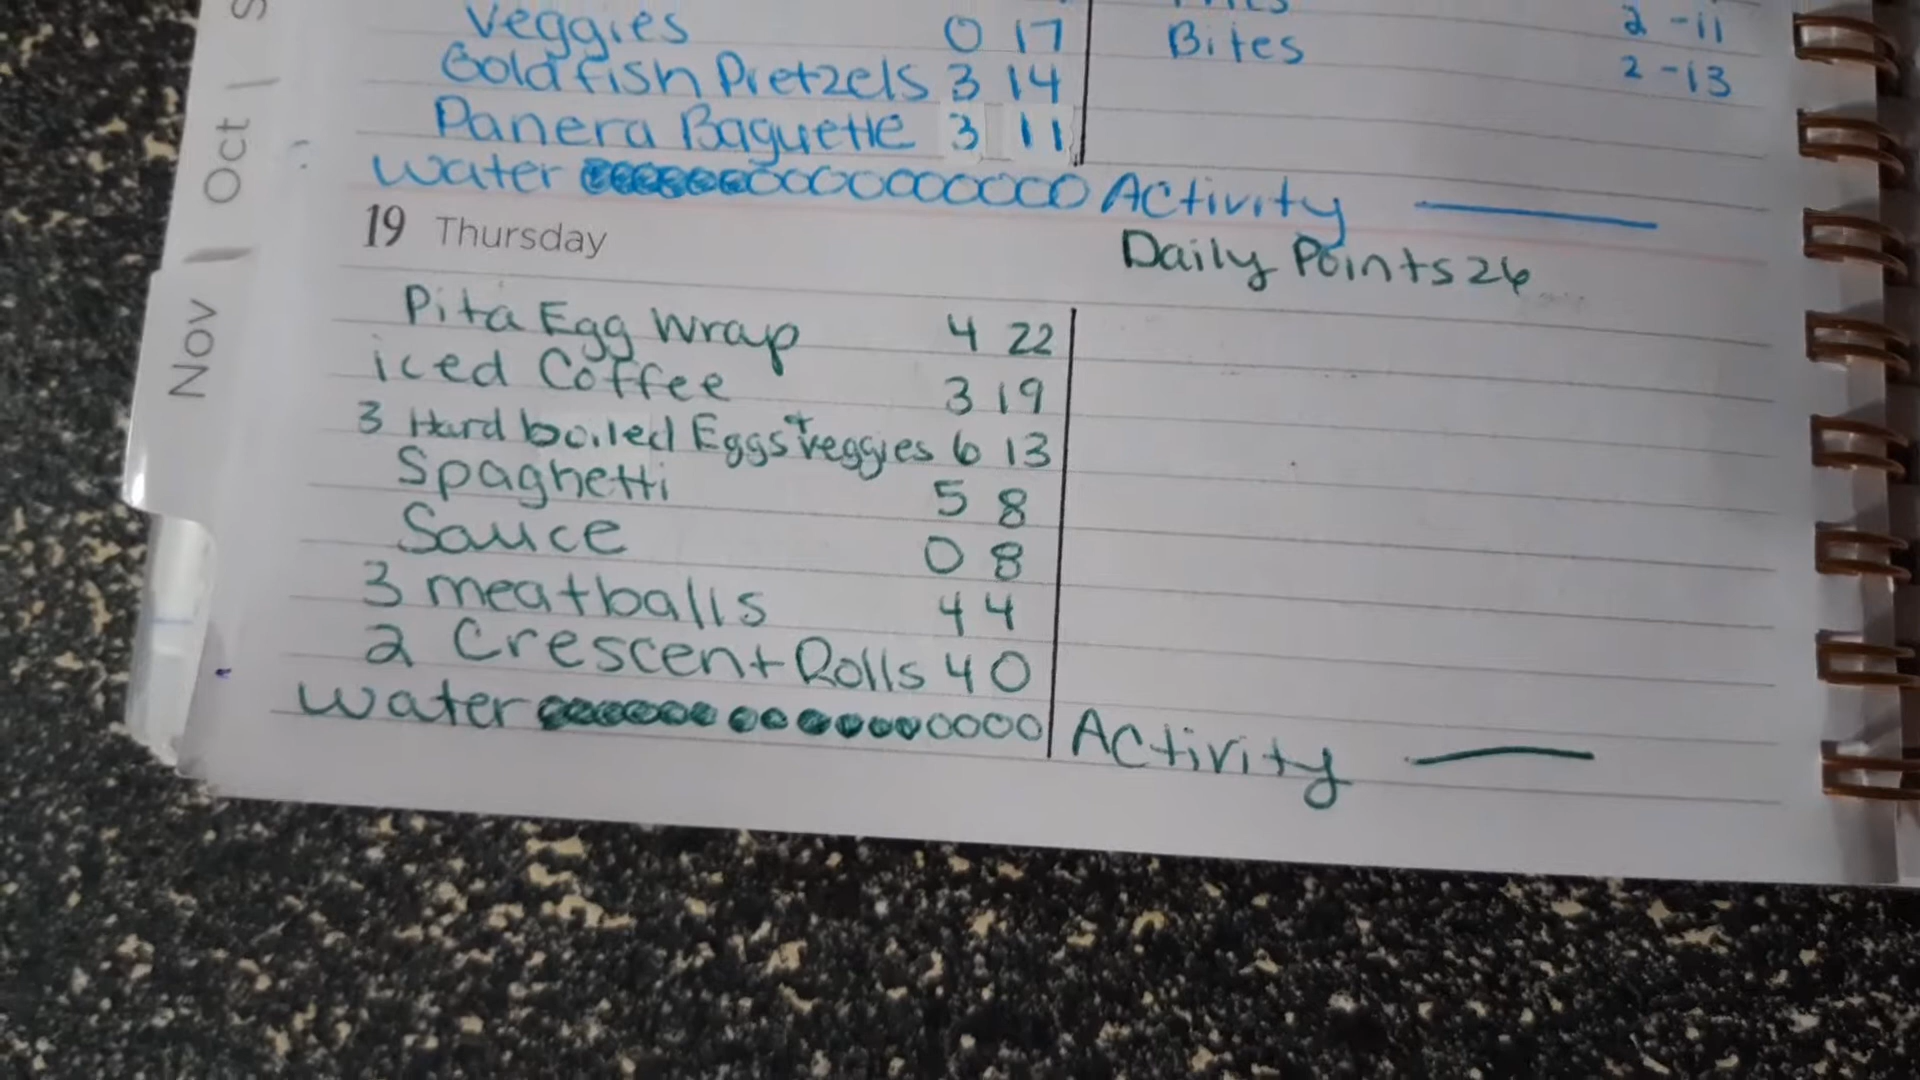 Veggies 0 17
Goldfish Pretzels 3 14
Panera Baguette 3 11
Bites 2 -11
2 -13
Water Activity
19 Thursday
Daily Points 26
Pita Egg Wrap 4 22
iced Coffee 3 19
3 Hard boiled Eggs + veggies 6 13
Spaghetti 5 8
Sauce 0 8
3 meatballs 4 4
2 Crescent Rolls 4 0
Water Activity
S
Oct
Nov